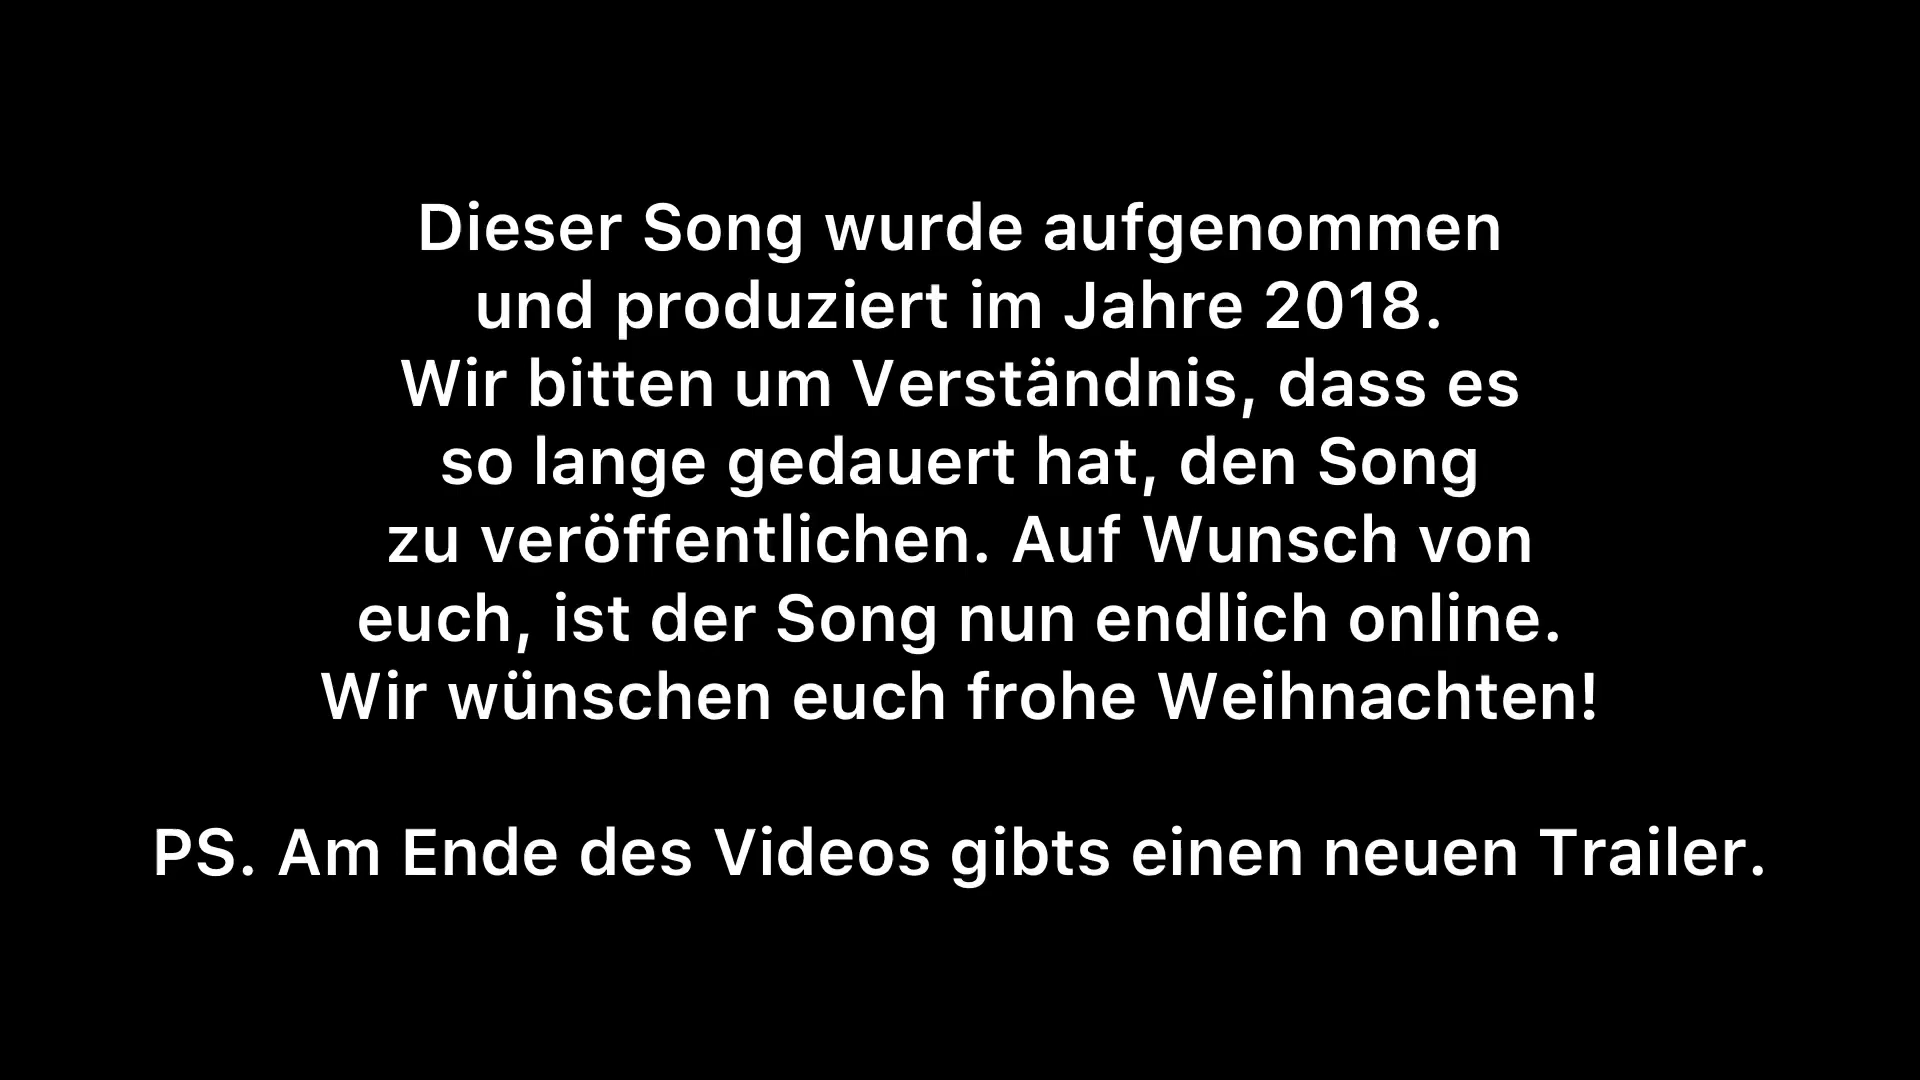 Dieser Song wurde aufgenommen
und produziert im Jahre 2018.
Wir bitten um Verständnis, dass es
so lange gedauert hat, den Song
zu veröffentlichen. Auf Wunsch von
euch, ist der Song nun endlich online.
Wir wünschen euch frohe Weihnachten!
PS. Am Ende des Videos gibts einen neuen Trailer.